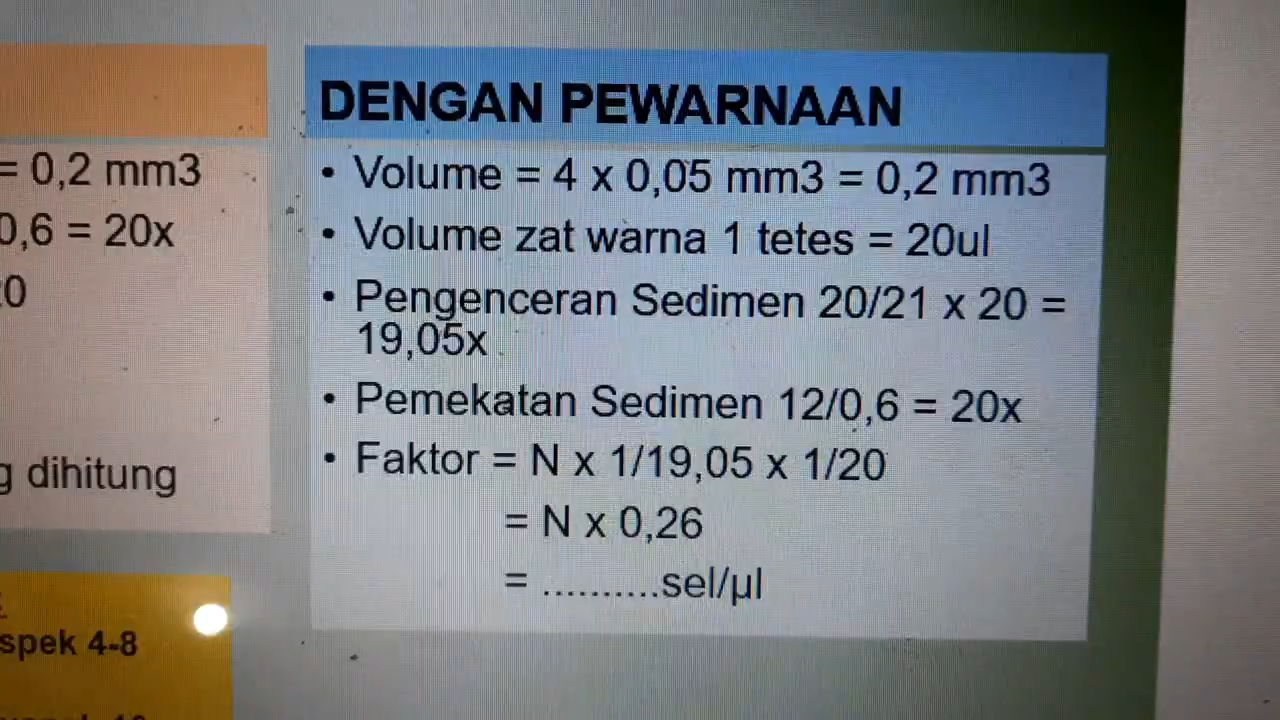 = 0,2 mm3
0,6 = 20x
dihitung
spek 4-8
DENGAN PEWARNAAN
• Volume = 4 x 0,05 mm3 = 0,2 mm3
• Volume zat warna 1 tetes = 20ul
• Pengenceran Sedimen 20/21 x 20 =
19,05x
• Pemekatan Sedimen 12/0,6 = 20x
• Faktor = N x 1/19,05 x 1/20
= N x 0,26
= ..........sel/µl